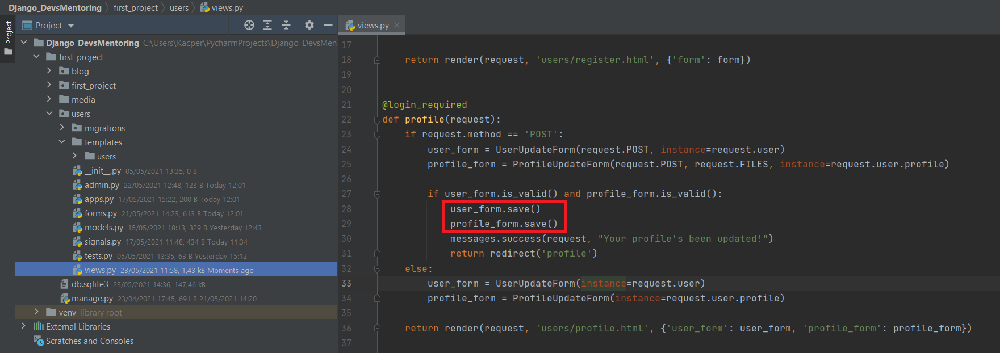 Django_DevsMentoring first_project users views.py
Project
Project
views.py
Django_DevsMentoring C:\Users\Kacper\PycharmProjects\Django_DevsMen
first_project
blog
first_project
media
users
migrations
templates
users
__init__.py 05/05/2021 13:35, 0 B
admin.py 22/05/2021 12:48, 123 B Today 12:01
apps.py 17/05/2021 15:22, 200 B Today 12:01
forms.py 21/05/2021 14:23, 613 B Today 12:01
models.py 15/05/2021 18:13, 329 B Yesterday 12:43
signals.py 17/05/2021 11:48, 434 B Today 11:34
tests.py 05/05/2021 13:35, 63 B Yesterday 15:12
views.py 23/05/2021 11:58, 1,43 kB Moments ago
db.sqlite3 23/05/2021 14:36, 147,46 kB
manage.py 23/04/2021 17:45, 691 B 21/05/2021 14:20
venv library root
External Libraries
Scratches and Consoles
17
18 return render(request, 'users/register.html', {'form': form})
19
20
21 @login_required
22 def profile(request):
23 if request.method == 'POST':
24 user_form = UserUpdateForm(request.POST, instance=request.user)
25 profile_form = ProfileUpdateForm(request.POST, request.FILES, instance=request.user.profile)
26
27 if user_form.is_valid() and profile_form.is_valid():
28 user_form.save()
29 profile_form.save()
30 messages.success(request, "Your profile's been updated!")
31 return redirect('profile')
32 else:
33 user_form = UserUpdateForm(instance=request.user)
34 profile_form = ProfileUpdateForm(instance=request.user.profile)
35
36 return render(request, 'users/profile.html', {'user_form': user_form, 'profile_form': profile_form})
37